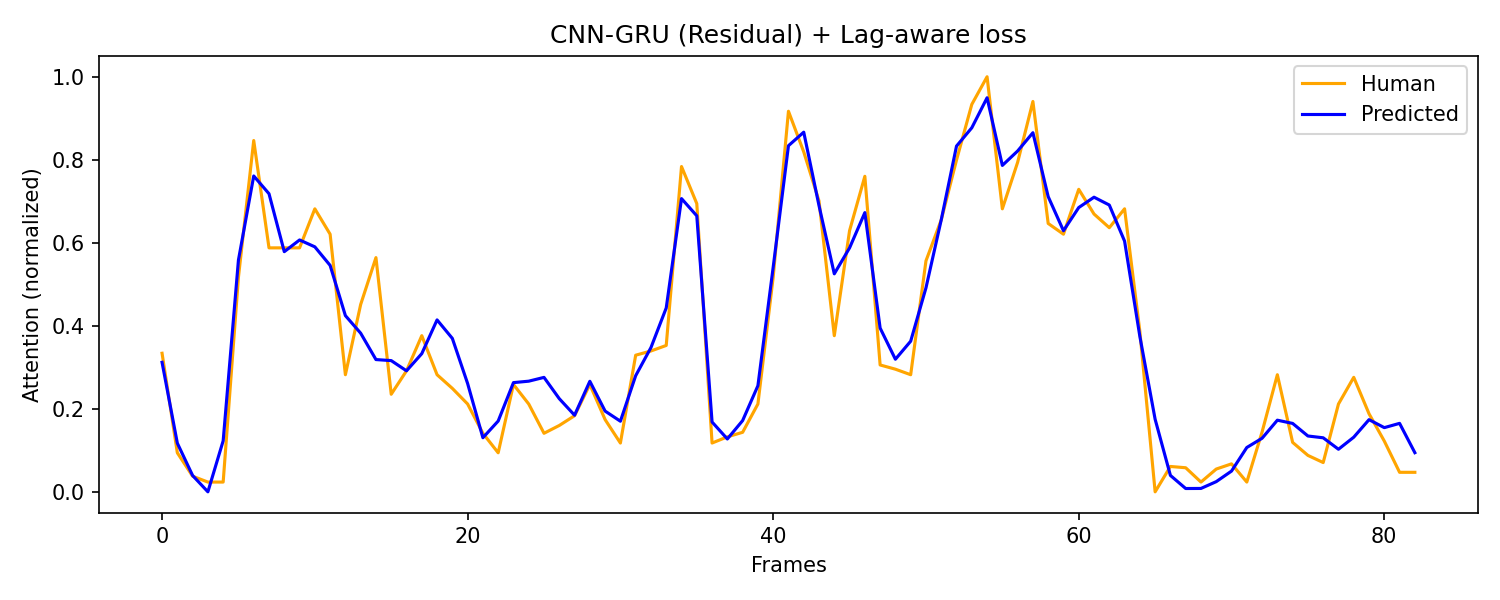 CNN-GRU (Residual) + Lag-aware loss
Human
Predicted
Attention (normalized)
1.0
0.8
0.6
0.4
0.2
0.0
0 20 40 60 80
Frames